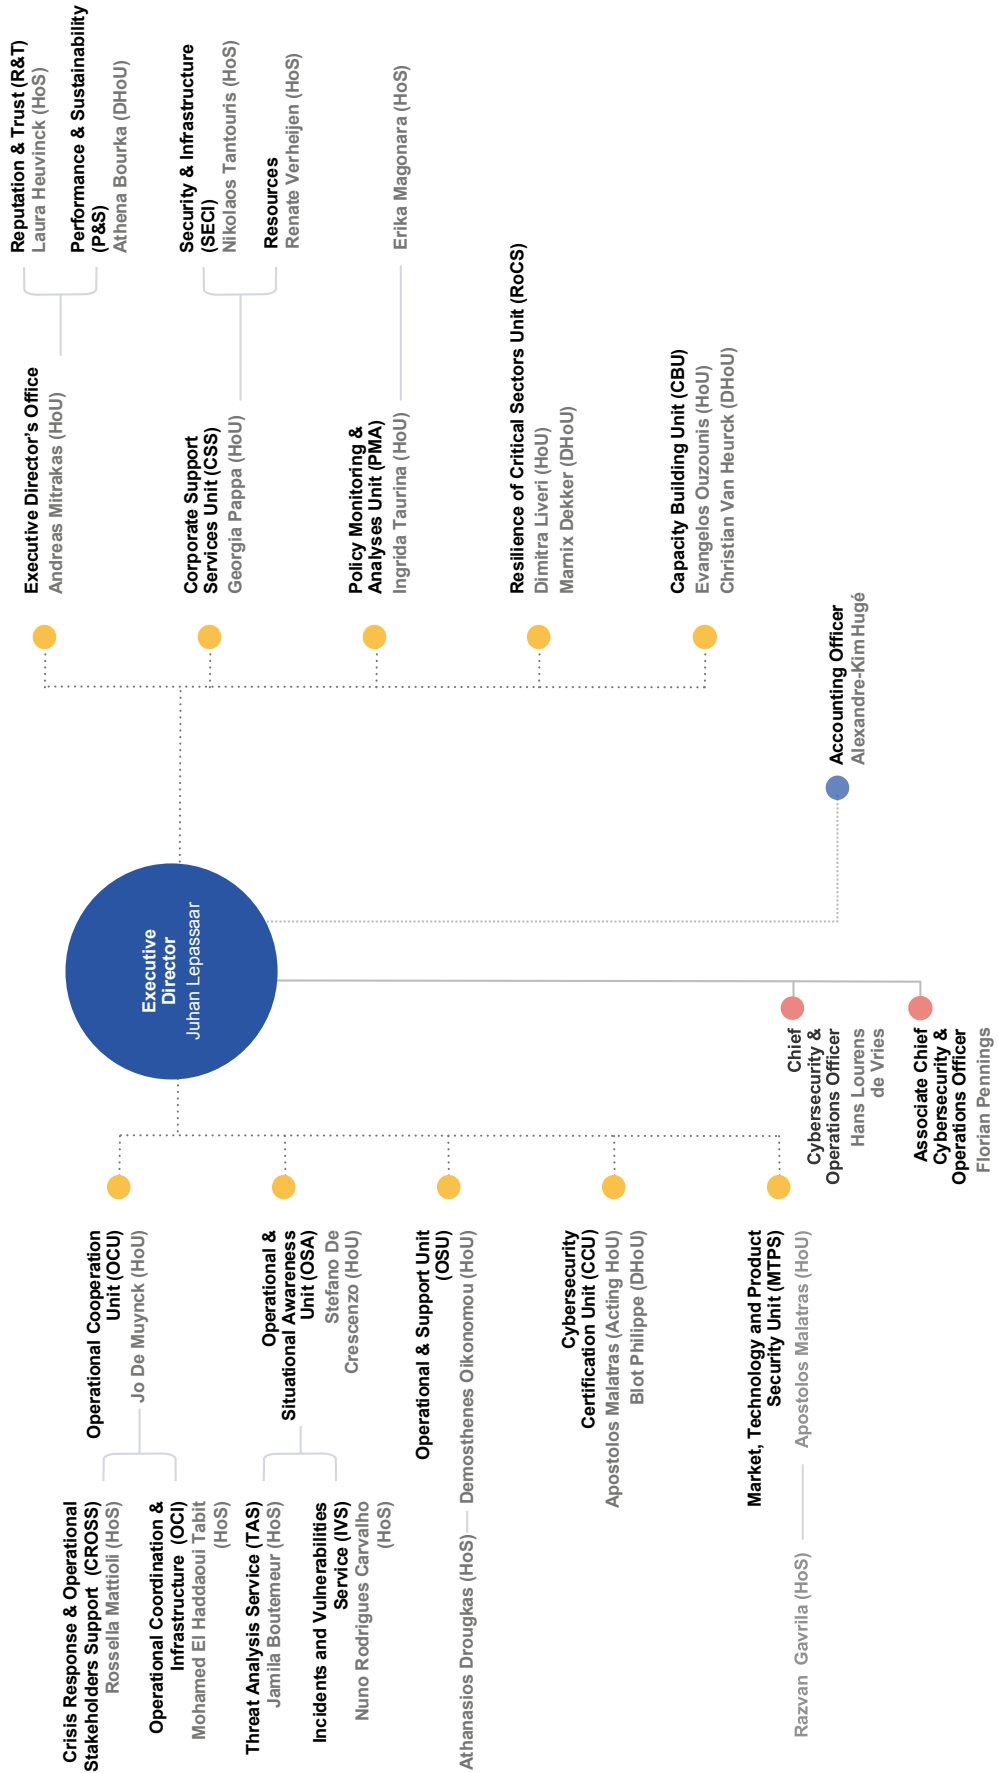 Executive
Director
Juhan Lepassaar
Crisis Response & Operational
Stakeholders Support (CROSS)
Rossella Mattioli (HoS)
Operational Coordination &
Infrastructure (OCI)
Mohamed El Haddaoui Tabit
(HoS)
Operational Cooperation
Unit (OCU)
Jo De Muynck (HoU)
Threat Analysis Service (TAS)
Jamila Boutemeur (HoS)
Incidents and Vulnerabilities
Service (IVS)
Nuno Rodrigues Carvalho
(HoS)
Operational &
Situational Awareness
Unit (OSA)
Stefano De
Crescenzo (HoU)
Operational & Support Unit
(OSU)
Athanasios Drougkas (HoS)
Demosthenes Oikonomou (HoU)
Cybersecurity
Certification Unit (CCU)
Apostolos Malatras (Acting HoU)
Blot Philippe (DHoU)
Market, Technology and Product
Security Unit (MTPS)
Razvan Gavrila (HoS)
Apostolos Malatras (HoU)
Executive Director's Office
Andreas Mitrakas (HoU)
Reputation & Trust (R&T)
Laura Heuvinck (HoS)
Performance & Sustainability
(P&S)
Athena Bourka (DHoU)
Corporate Support
Services Unit (CSS)
Georgia Pappa (HoU)
Security & Infrastructure
(SECI)
Nikolaos Tantouris (HoS)
Resources
Renate Verheijen (HoS)
Policy Monitoring &
Analyses Unit (PMA)
Ingrida Taurina (HoU)
Erika Magonara (HoS)
Resilience of Critical Sectors Unit (RoCS)
Dimitra Liveri (HoU)
Marnix Dekker (DHoU)
Capacity Building Unit (CBU)
Evangelos Ouzounis (HoU)
Christian Van Heurck (DHoU)
Chief
Cybersecurity &
Operations Officer
Hans Lourens
de Vries
Accounting Officer
Alexandre-Kim Hugé
Associate Chief
Cybersecurity &
Operations Officer
Florian Pennings